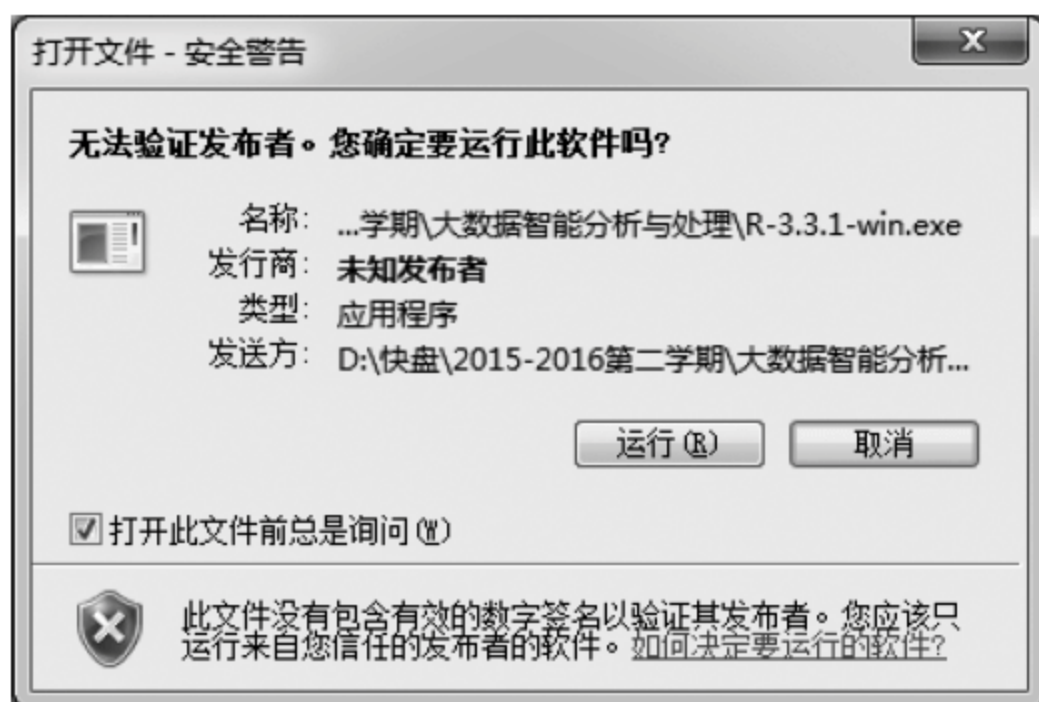 打开文件 - 安全警告
无法验证发布者。您确定要运行此软件吗?
名称: ...学期\大数据智能分析与处理\R-3.3.1-win.exe
发行商: 未知发布者
类型: 应用程序
发送方: D:\快盘\2015-2016第二学期\大数据智能分析...
运行(R) 取消
打开此文件前总是询问(W)
此文件没有包含有效的数字签名以验证其发布者。您应该只
运行来自您信任的发布者的软件。如何决定要运行的软件?